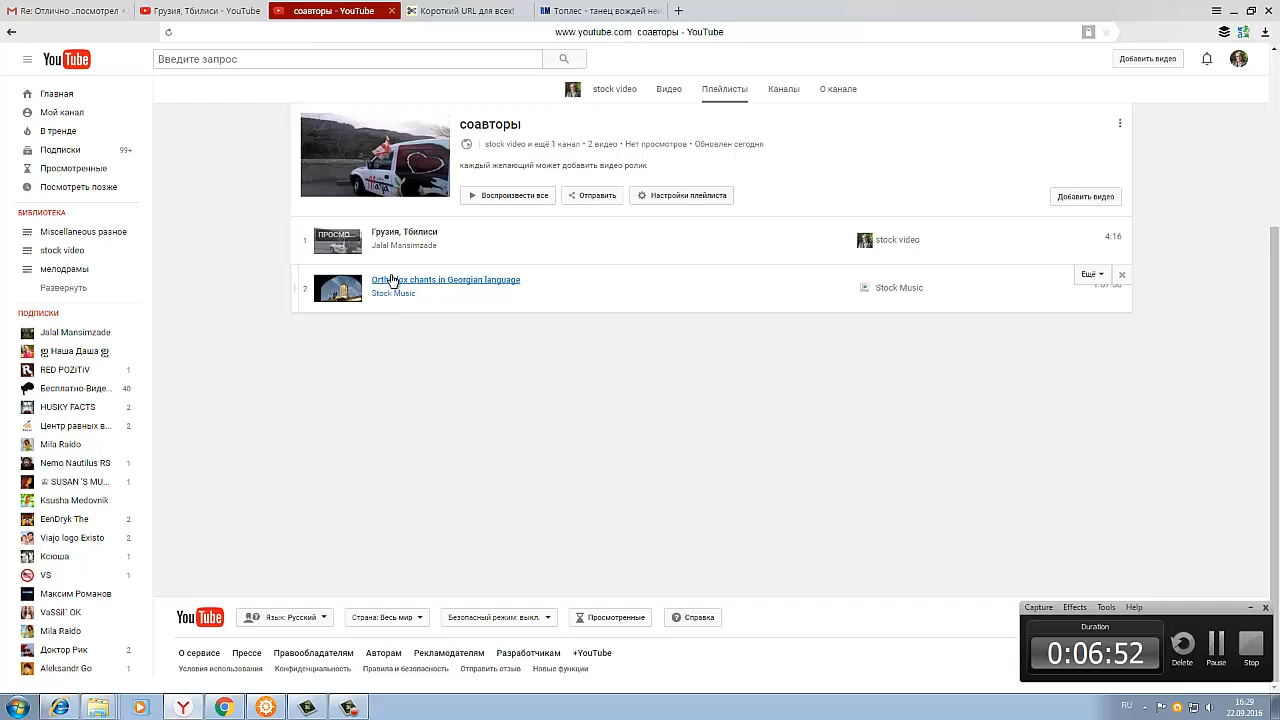 Re: Отлично ..посмотрел
Грузия, Тбилиси - YouTube
соавторы - YouTube
Короткий URL для всех!
Топлес - танец вождей
www.youtube.com соавторы - YouTube
YouTube
Введите запрос
Добавить видео
stock video
Видео
Плейлисты
Каналы
О канале
Главная
Мой канал
В тренде
Подписки 99+
Просмотренные
Посмотреть позже
БИБЛИОТЕКА
Miscellaneous разное
stock video
мелодрамы
Развернуть
ПОДПИСКИ
Jalal Mansimzade
ஜ Наша Даша ஜ
RED POZiTiV 1
Бесплатно-Виде... 40
HUSKY FACTS 2
Центр равных в... 2
Mila Raido
Nemo Nautilus RS 1
♕ SUSAN 'S MU... 1
Ksusha Medovnik
EenDryk The 2
Viajo logo Existo 2
Ксюша 1
VS 1
Максим Романов
VaSSil` OK
Mila Raido
Доктор Рик 2
Aleksandr Go 1
соавторы
stock video и ещё 1 канал • 2 видео • Нет просмотров • Обновлен сегодня
каждый желающий может добавить видео ролик
Воспроизвести все
Отправить
Настройки плейлиста
Добавить видео
1
ПРОСМО...
Грузия, Тбилиси
Jalal Mansimzade
stock video
4:16
2
Orthodox chants in Georgian language
Stock Music
Stock Music
Ещё
YouTube
Язык: Русский
Страна: Весь мир
Безопасный режим: выкл.
Просмотренные
Справка
О сервисе Прессе Правообладателям Авторам Рекламодателям Разработчикам +YouTube
Условия использования Конфиденциальность Правила и безопасность Отправить отзыв Новые функции
Capture Effects Tools Help
Duration
0:06:52
Delete Pause Stop
RU
16:29
22.09.2016